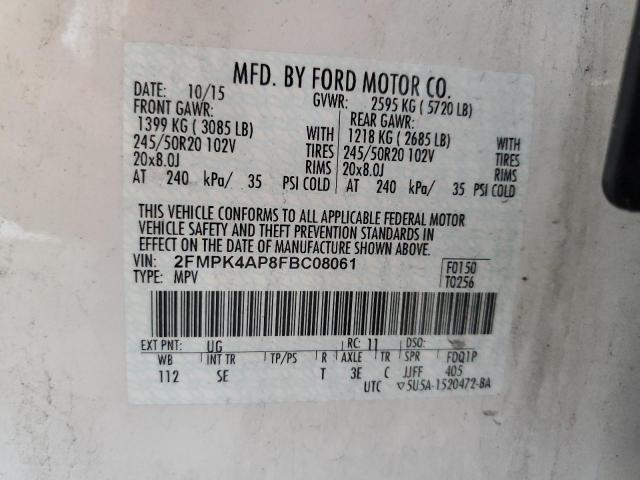 MFD. BY FORD MOTOR CO.
DATE: 10/15 GVWR: 2595 KG ( 5720 LB)
FRONT GAWR: REAR GAWR:
1399 KG ( 3085 LB) WITH 1218 KG ( 2685 LB) WITH
245/50R20 102V TIRES 245/50R20 102V TIRES
20x8.0J RIMS 20x8.0J RIMS
AT 240 kPa/ 35 PSI COLD AT 240 kPa/ 35 PSI COLD
THIS VEHICLE CONFORMS TO ALL APPLICABLE FEDERAL MOTOR
VEHICLE SAFETY AND THEFT PREVENTION STANDARDS IN
EFFECT ON THE DATE OF MANUFACTURE SHOWN ABOVE.
VIN: 2FMPK4AP8FBC08061 F0150
TYPE: MPV T0256
EXT PNT: UG RC: 11 DSO:
WB INT TR TP/PS R AXLE TR SPR FDQ1P
112 SE T 3E C JJFF 405
UTC ▽5U5A-1520472-BA